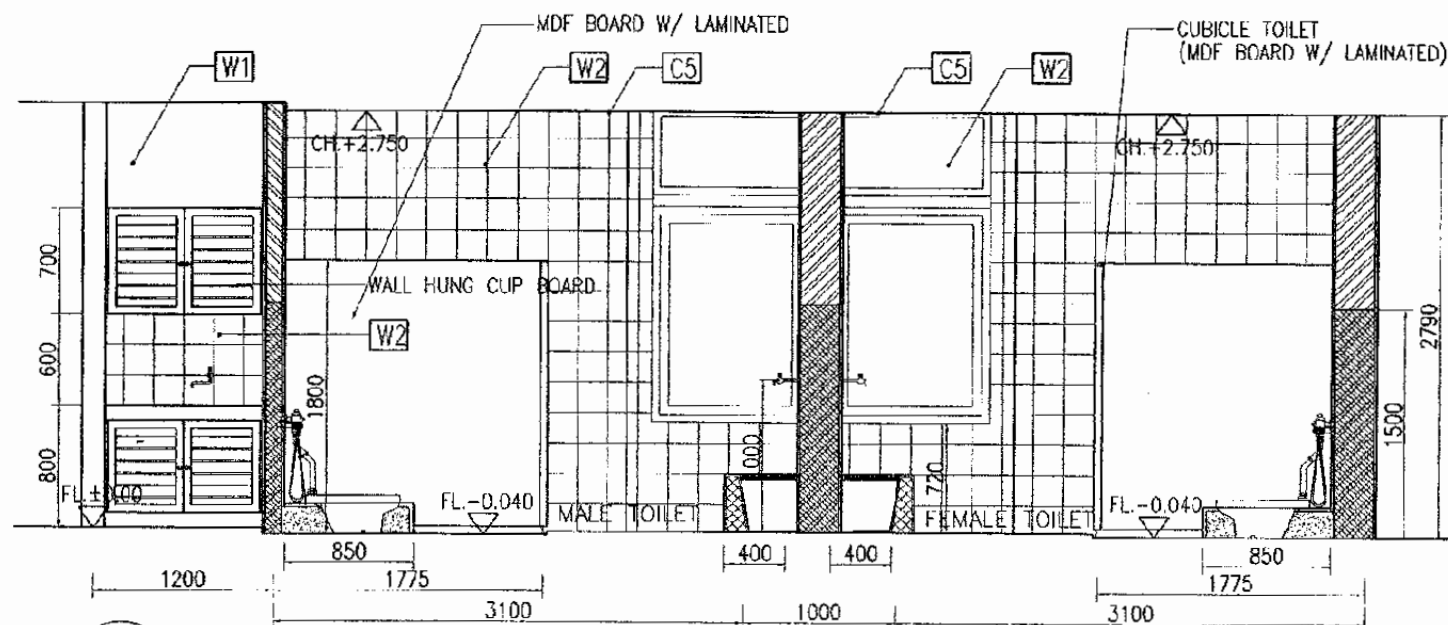 MDF BOARD W/ LAMINATED
CUBICLE TOILET
(MDF BOARD W/ LAMINATED)
W1
W2
C5
C5
W2
CH.+2.750
CH.+2.750
700
WALL HUNG CUP BOARD
W2
600
1800
2790
1500
800
FL.-0.040
MALE TOILET
720
FEMALE TOILET
FL.-0.040
850
400
400
850
1200
1775
1775
3100
1000
3100